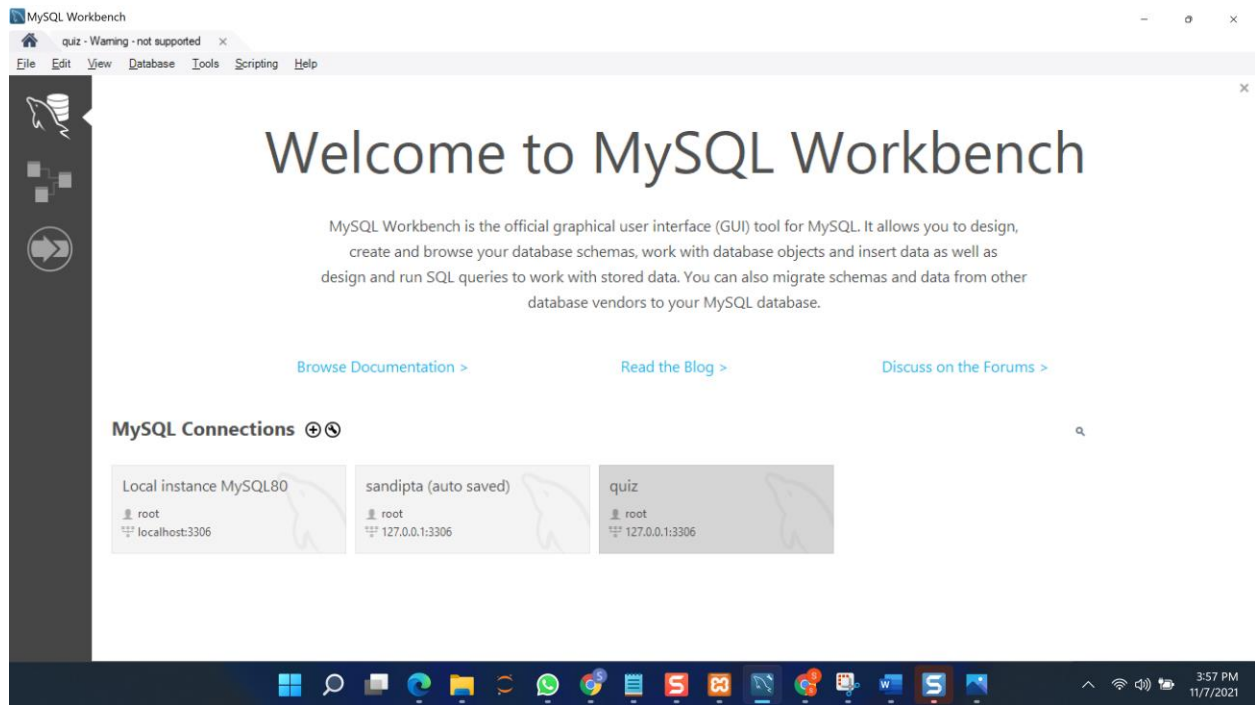 MySQL Workbench
quiz - Warning - not supported
File Edit View Database Tools Scripting Help
Welcome to MySQL Workbench
MySQL Workbench is the official graphical user interface (GUI) tool for MySQL. It allows you to design,
create and browse your database schemas, work with database objects and insert data as well as
design and run SQL queries to work with stored data. You can also migrate schemas and data from other
database vendors to your MySQL database.
Browse Documentation > Read the Blog > Discuss on the Forums >
MySQL Connections
Local instance MySQL80
root
localhost:3306
sandipta (auto saved)
root
127.0.0.1:3306
quiz
root
127.0.0.1:3306
3:57 PM
11/7/2021